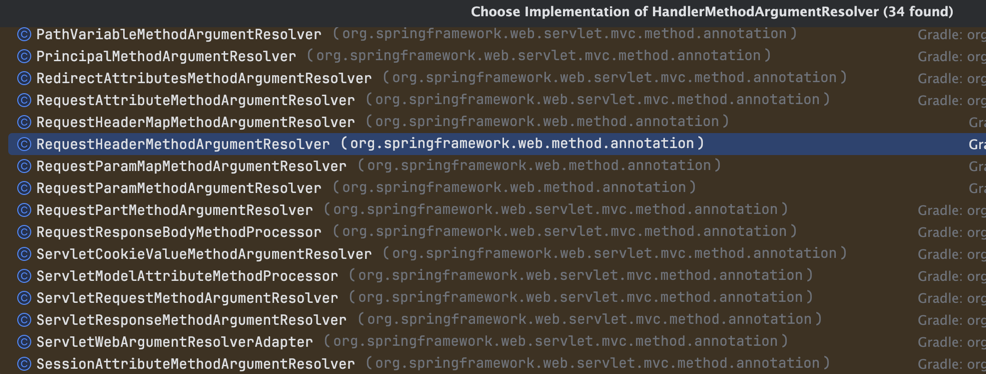 Choose Implementation of HandlerMethodArgumentResolver (34 found)
PathVariableMethodArgumentResolver (org.springframework.web.servlet.mvc.method.annotation) Gradle: org
PrincipalMethodArgumentResolver (org.springframework.web.servlet.mvc.method.annotation) Gradle: org
RedirectAttributesMethodArgumentResolver (org.springframework.web.servlet.mvc.method.annotation) Gradle: org
RequestAttributeMethodArgumentResolver (org.springframework.web.servlet.mvc.method.annotation) Gradle: org
RequestHeaderMapMethodArgumentResolver (org.springframework.web.method.annotation) Gra
RequestHeaderMethodArgumentResolver (org.springframework.web.method.annotation) Gra
RequestParamMapMethodArgumentResolver (org.springframework.web.method.annotation) Gra
RequestParamMethodArgumentResolver (org.springframework.web.method.annotation) Gra
RequestPartMethodArgumentResolver (org.springframework.web.servlet.mvc.method.annotation) Gradle: org
RequestResponseBodyMethodProcessor (org.springframework.web.servlet.mvc.method.annotation) Gradle: org
ServletCookieValueMethodArgumentResolver (org.springframework.web.servlet.mvc.method.annotation) Gradle: org
ServletModelAttributeMethodProcessor (org.springframework.web.servlet.mvc.method.annotation) Gradle: org
ServletRequestMethodArgumentResolver (org.springframework.web.servlet.mvc.method.annotation) Gradle: org
ServletResponseMethodArgumentResolver (org.springframework.web.servlet.mvc.method.annotation) Gradle: org
ServletWebArgumentResolverAdapter (org.springframework.web.servlet.mvc.method.annotation) Gradle: org
SessionAttributeMethodArgumentResolver (org.springframework.web.servlet.mvc.method.annotation) Gradle: org